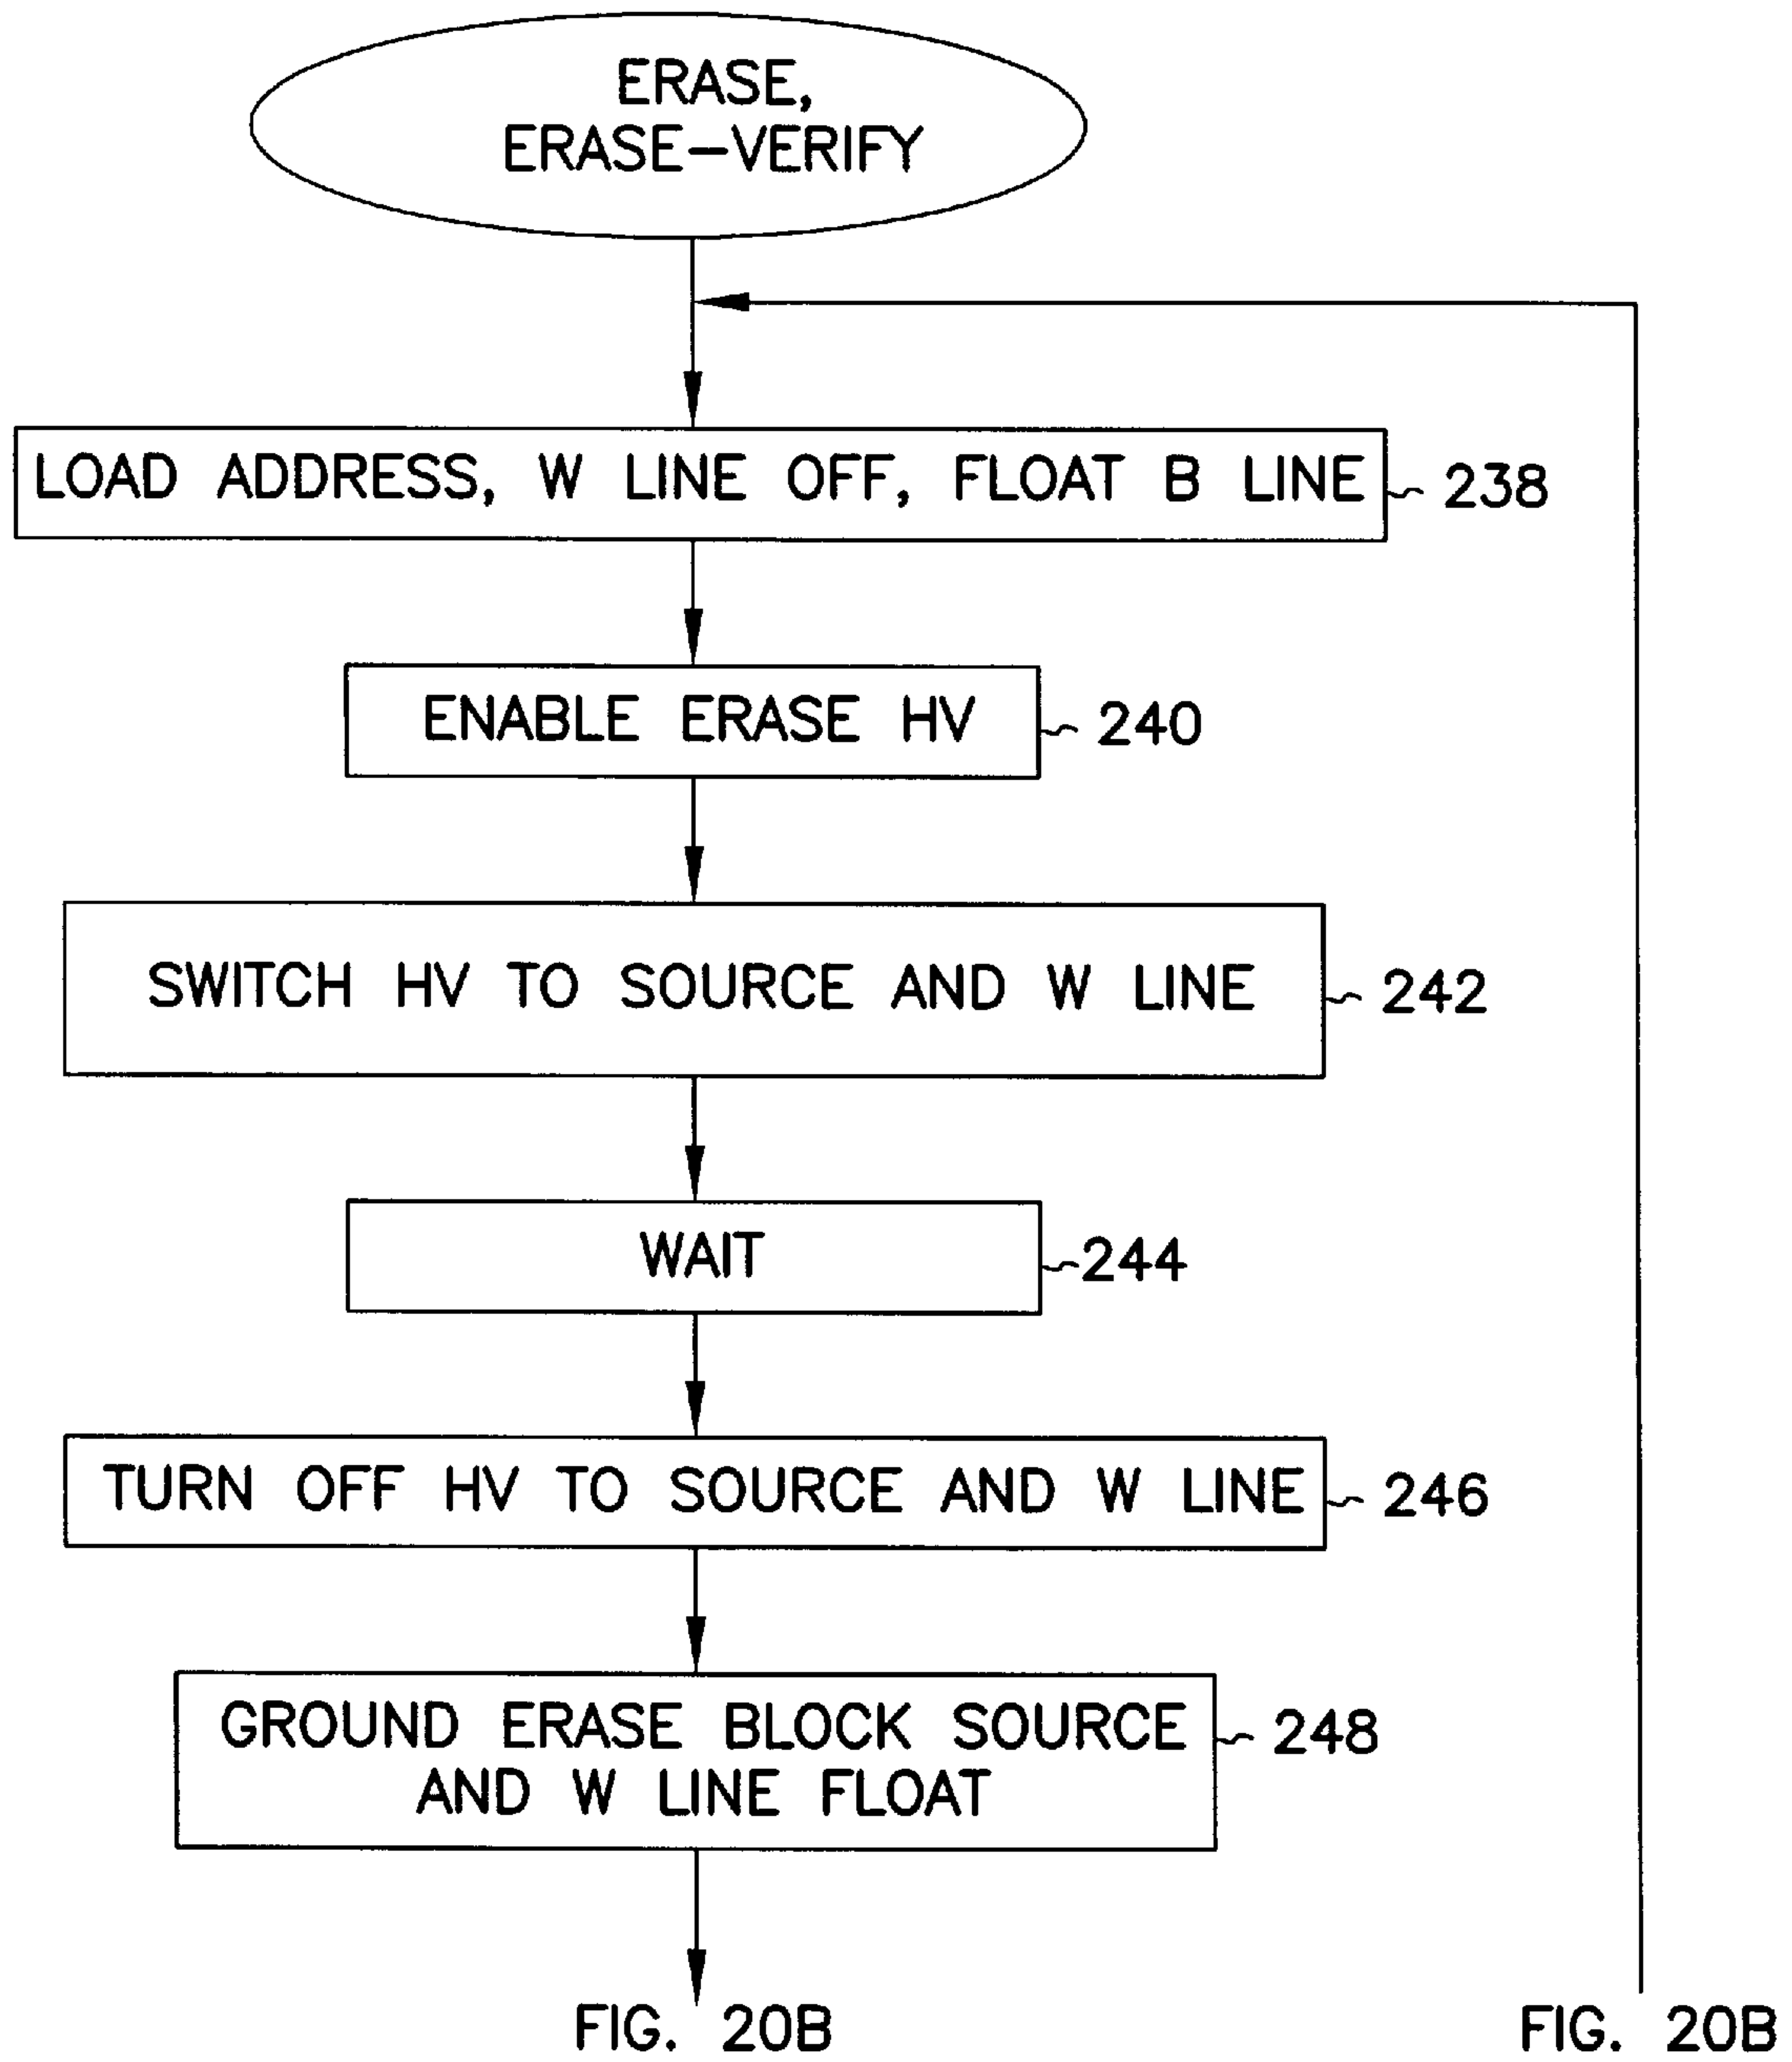 ERASE,
ERASE-VERIFY
LOAD ADDRESS, W LINE OFF, FLOAT B LINE
238
ENABLE ERASE HV
240
SWITCH HV TO SOURCE AND W LINE
242
WAIT
244
TURN OFF HV TO SOURCE AND W LINE
246
GROUND ERASE BLOCK SOURCE
AND W LINE FLOAT
248
FIG. 20B
FIG. 20B